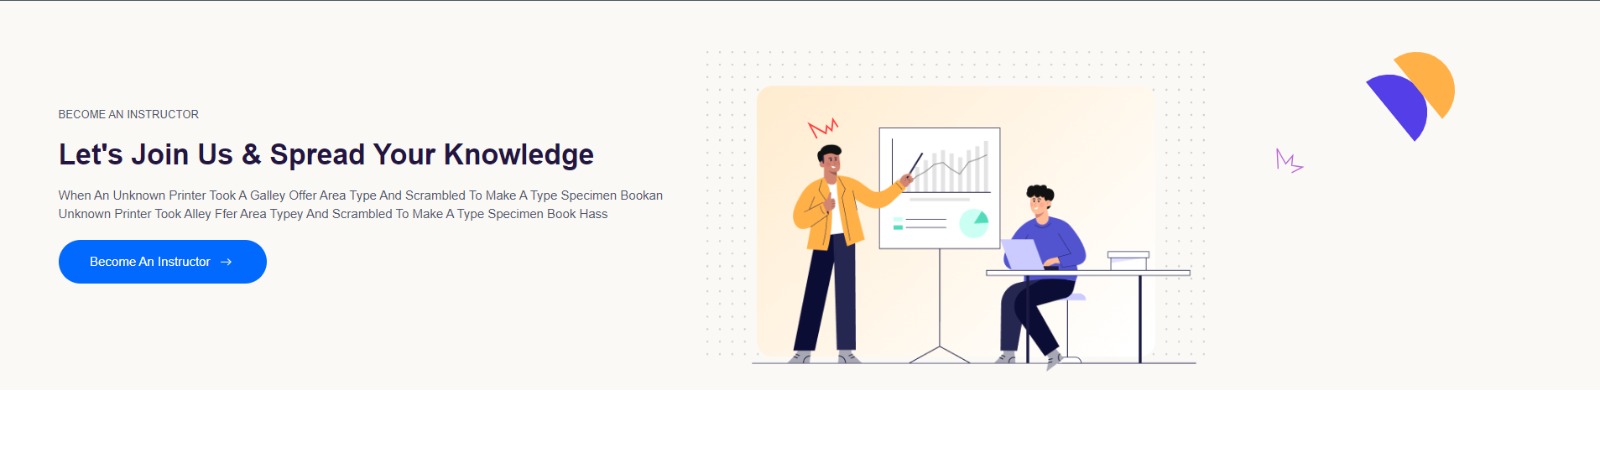 BECOME AN INSTRUCTOR
Let's Join Us & Spread Your Knowledge
When An Unknown Printer Took A Galley Offer Area Type And Scrambled To Make A Type Specimen Bookan
Unknown Printer Took Alley Ffer Area Typey And Scrambled To Make A Type Specimen Book Hass
Become An Instructor